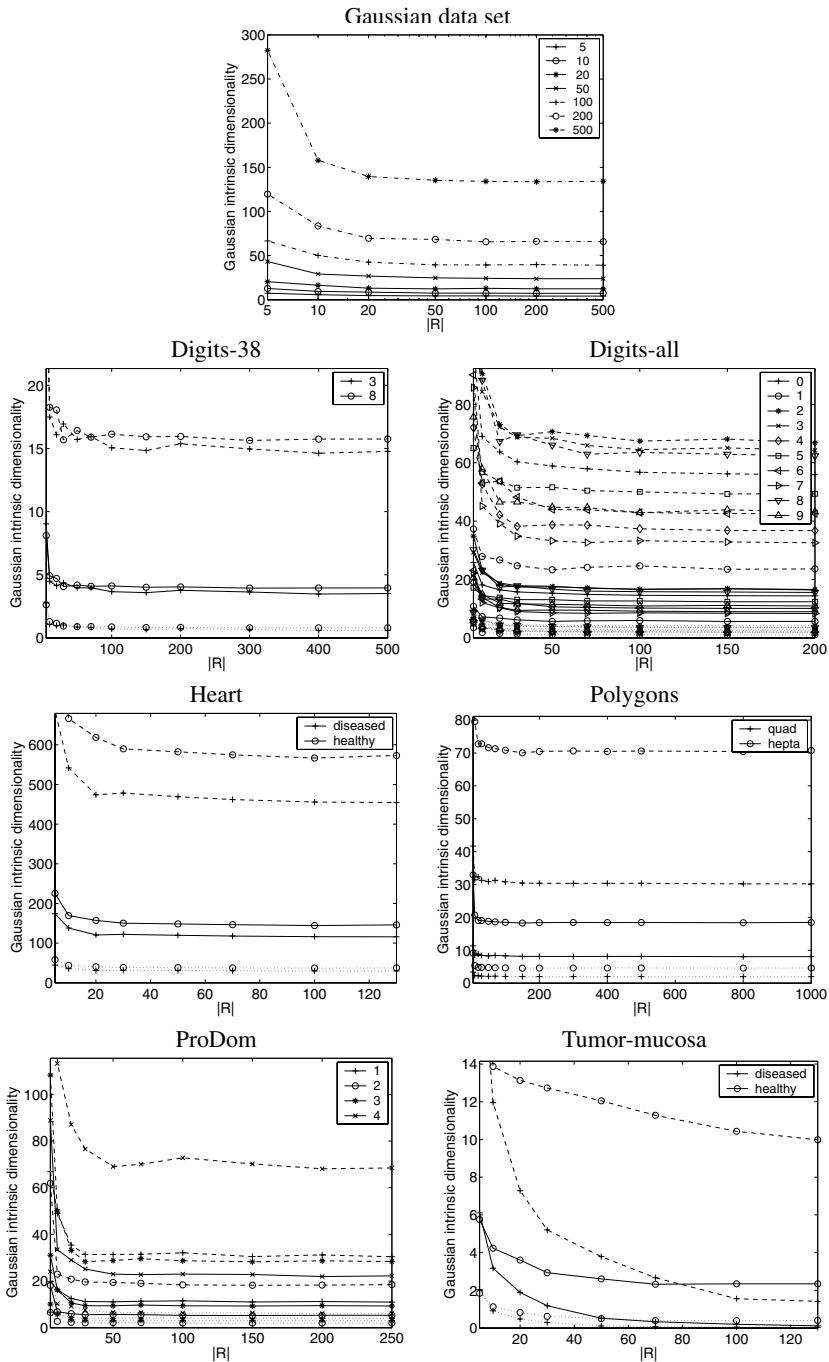 Gaussian data set
300
250
200
150
100
50
0
Gaussian intrinsic dimensionality
5
10
20
50
100
200
500
5 10 20 50 100 200 500
|R|
Digits-38
20
15
10
5
0
Gaussian intrinsic dimensionality
3
8
100 200 300 400 500
|R|
Digits-all
80
60
40
20
0
Gaussian intrinsic dimensionality
0
1
2
3
4
5
6
7
8
9
50 100 150 200
|R|
Heart
600
500
400
300
200
100
0
Gaussian intrinsic dimensionality
diseased
healthy
20 40 60 80 100 120
|R|
Polygons
80
70
60
50
40
30
20
10
0
Gaussian intrinsic dimensionality
quad
hepta
200 400 600 800 1000
|R|
ProDom
100
80
60
40
20
0
Gaussian intrinsic dimensionality
1
2
3
4
50 100 150 200 250
|R|
Tumor-mucosa
14
12
10
8
6
4
2
0
Gaussian intrinsic dimensionality
diseased
healthy
20 40 60 80 100 120
|R|